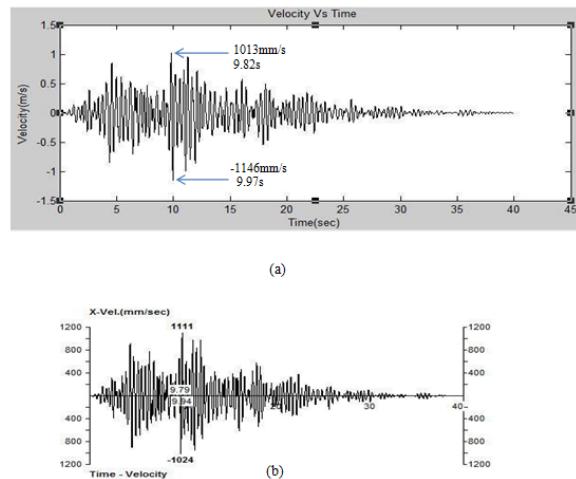 Velocity Vs Time
1.5
1
0.5
0
-0.5
-1
-1.5
Velocity(m/s)
1013mm/s
9.82s
-1146mm/s
9.97s
0 5 10 15 20 25 30 35 40 45
Time(sec)
(a)
X-Vel.(mm/sec)
1200 1111 1200
800 800
400 400
9.79
9.94 30 40
400 400
800 800
1200 -1024 1200
Time - Velocity
(b)